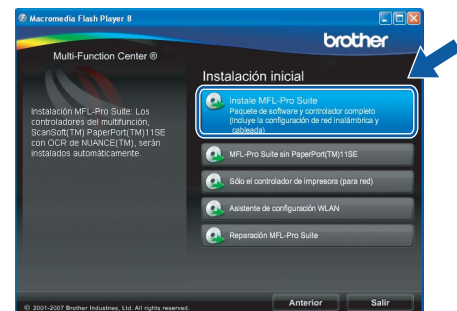 Macromedia Flash Player 8
brother
Multi-Function Center ®
Instalación inicial
Instale MFL-Pro Suite
Paquete de software y controlador completo
(incluye la configuración de red inalámbrica y
cableada)
Instalación MFL-Pro Suite: Los
controladores del multifunción,
ScanSoft(TM) PaperPort(TM)11SE
con OCR de NUANCE(TM), serán
instalados automáticamente.
MFL-Pro Suite sin PaperPort(TM)11SE
Sólo el controlador de impresora (para red)
Asistente de configuración WLAN
Reparación MFL-Pro Suite
© 2001-2007 Brother Industries, Ltd. All rights reserved.
Anterior
Salir